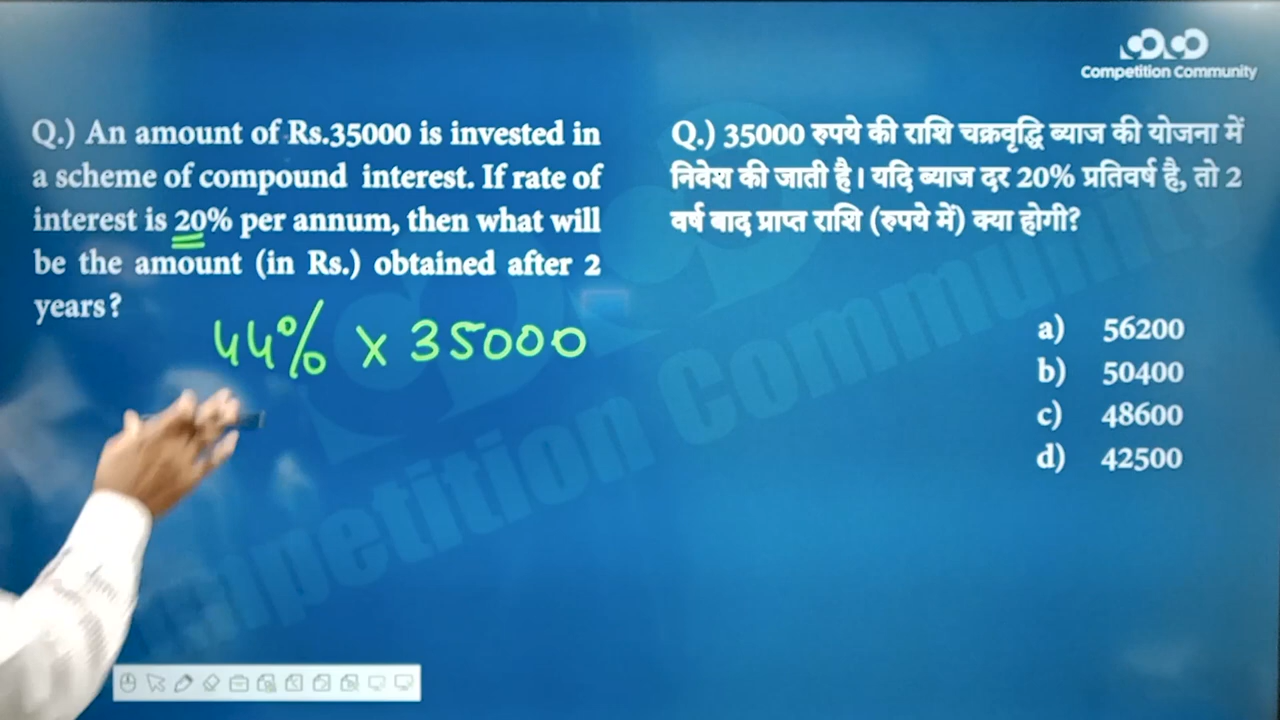 Competition Community
Q.) An amount of Rs.35000 is invested in
a scheme of compound interest. If rate of
interest is 20% per annum, then what will
be the amount (in Rs.) obtained after 2
years?
44% x 35000
Q.) 35000 रुपये की राशि चक्रवृद्धि ब्याज की योजना में
निवेश की जाती है। यदि ब्याज दर 20% प्रतिवर्ष है, तो 2
वर्ष बाद प्राप्त राशि (रुपये में) क्या होगी?
a) 56200
b) 50400
c) 48600
d) 42500
Competition Community